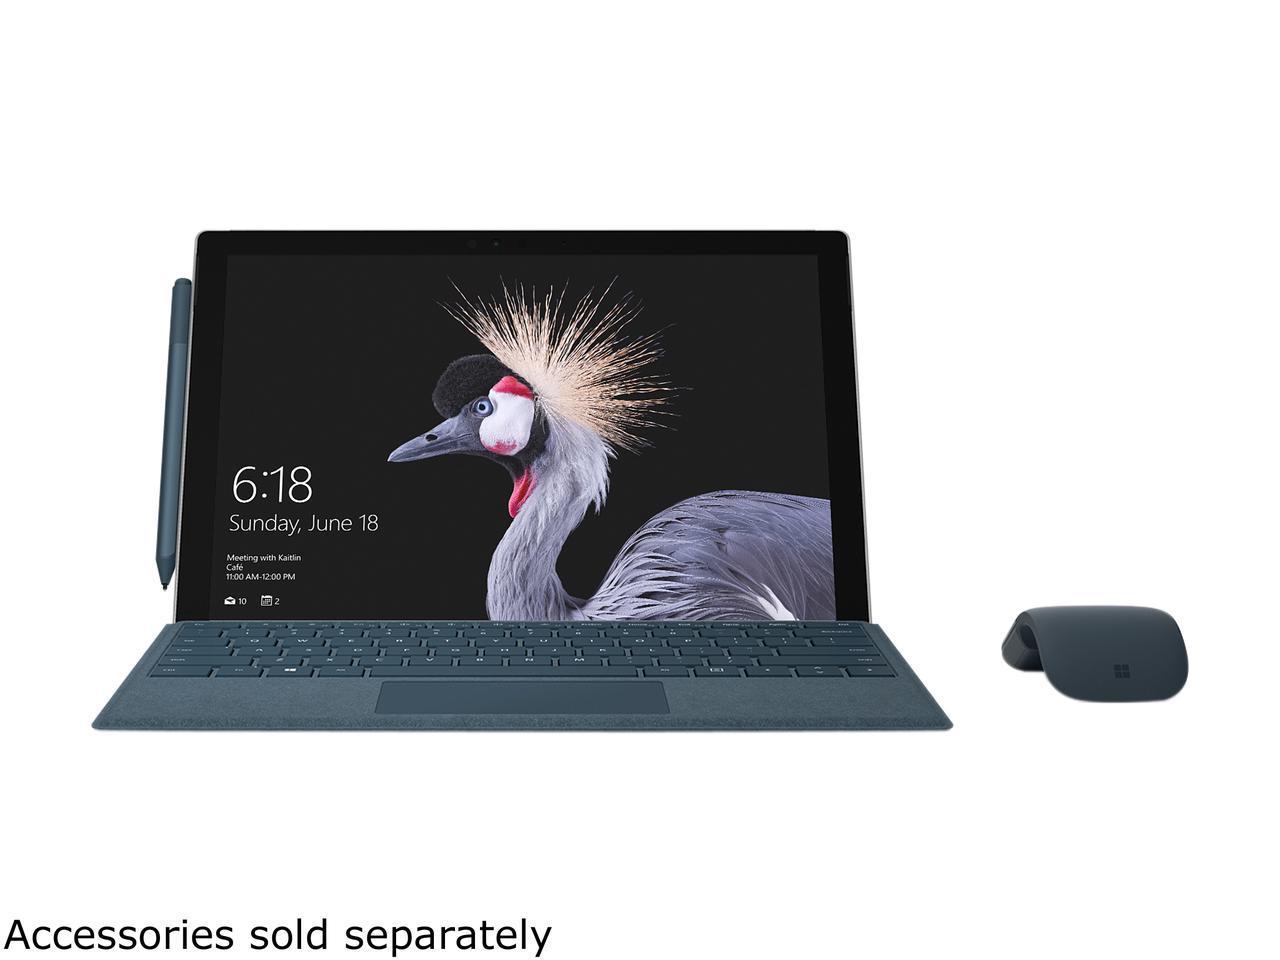 6:18
Sunday, June 18
Meeting with Kaitlin
Café
11:00 AM-12:00 PM
10 2
Q W E R T Y U I O P
A S D F G H J K L
Z X C V B N M
Accessories sold separately